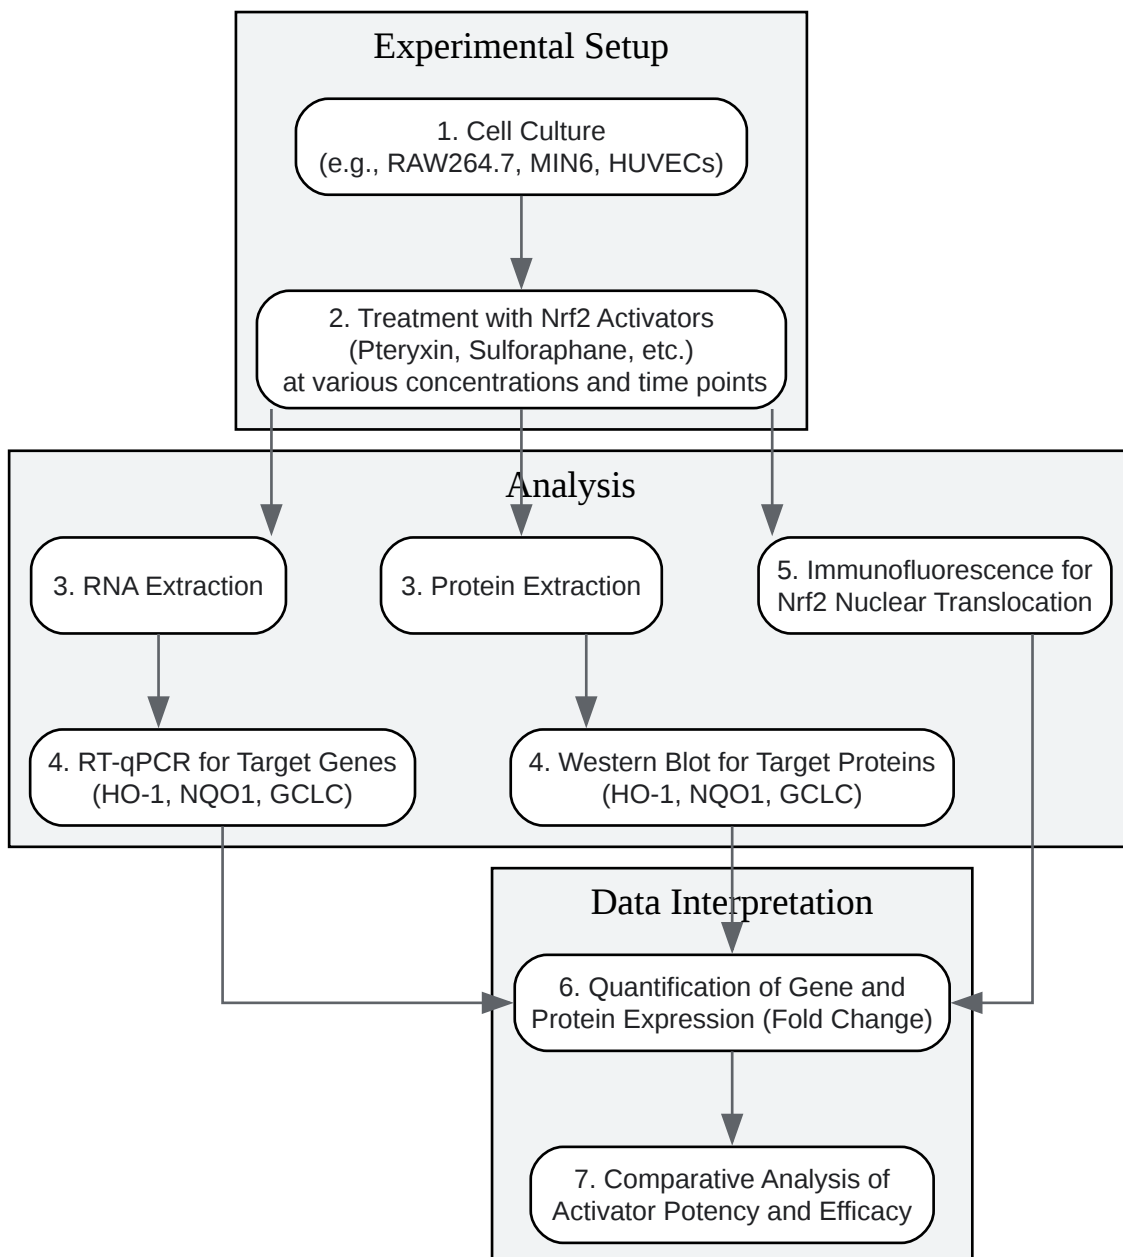 Experimental Setup
1. Cell Culture
(e.g., RAW264.7, MIN6, HUVECs)
2. Treatment with Nrf2 Activators
(Pteryxin, Sulforaphane, etc.)
at various concentrations and time points
Analysis
3. RNA Extraction
3. Protein Extraction
5. Immunofluorescence for
Nrf2 Nuclear Translocation
4. RT-qPCR for Target Genes
(HO-1, NQO1, GCLC)
4. Western Blot for Target Proteins
(HO-1, NQO1, GCLC)
Data Interpretation
6. Quantification of Gene and
Protein Expression (Fold Change)
7. Comparative Analysis of
Activator Potency and Efficacy